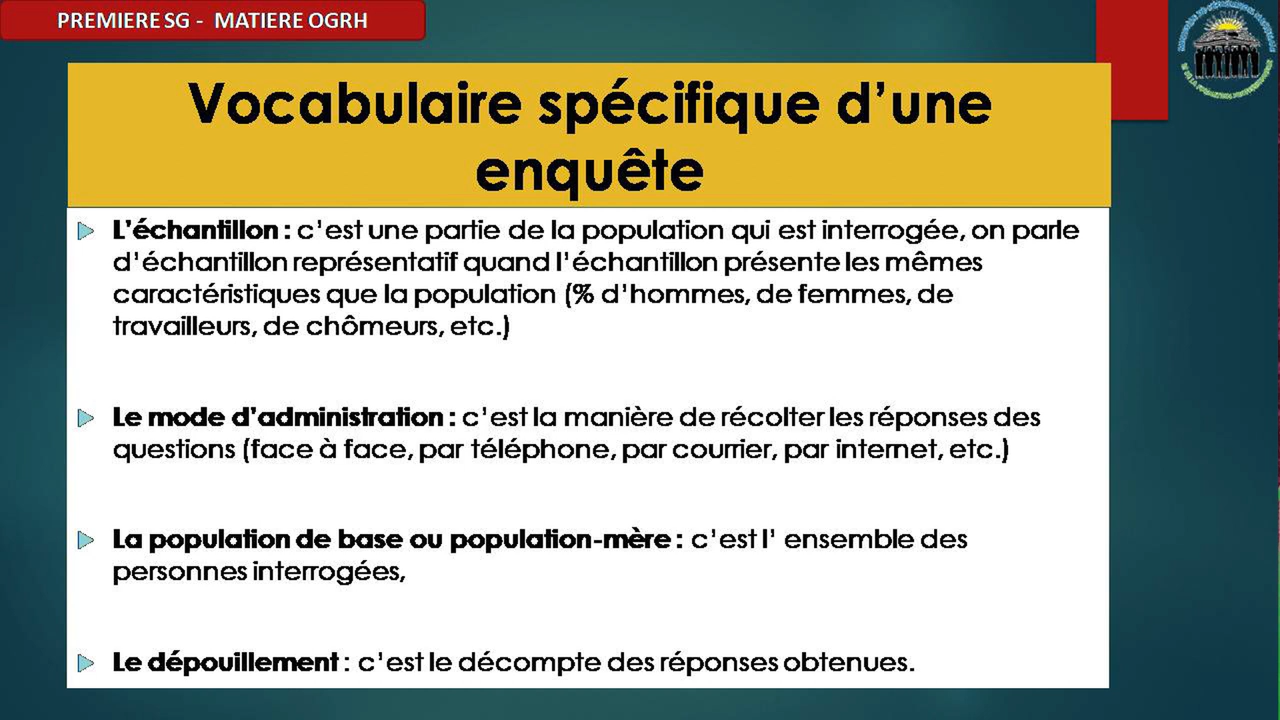 PREMIERE SG - MATIERE OGRH
Vocabulaire spécifique d’une
enquête
L’échantillon : c’est une partie de la population qui est interrogée, on parle
d’échantillon représentatif quand l’échantillon présente les mêmes
caractéristiques que la population (% d’hommes, de femmes, de
travailleurs, de chômeurs, etc.)
Le mode d’administration : c’est la manière de récolter les réponses des
questions (face à face, par téléphone, par courrier, par internet, etc.)
La population de base ou population-mère : c’est l’ ensemble des
personnes interrogées,
Le dépouillement : c’est le décompte des réponses obtenues.